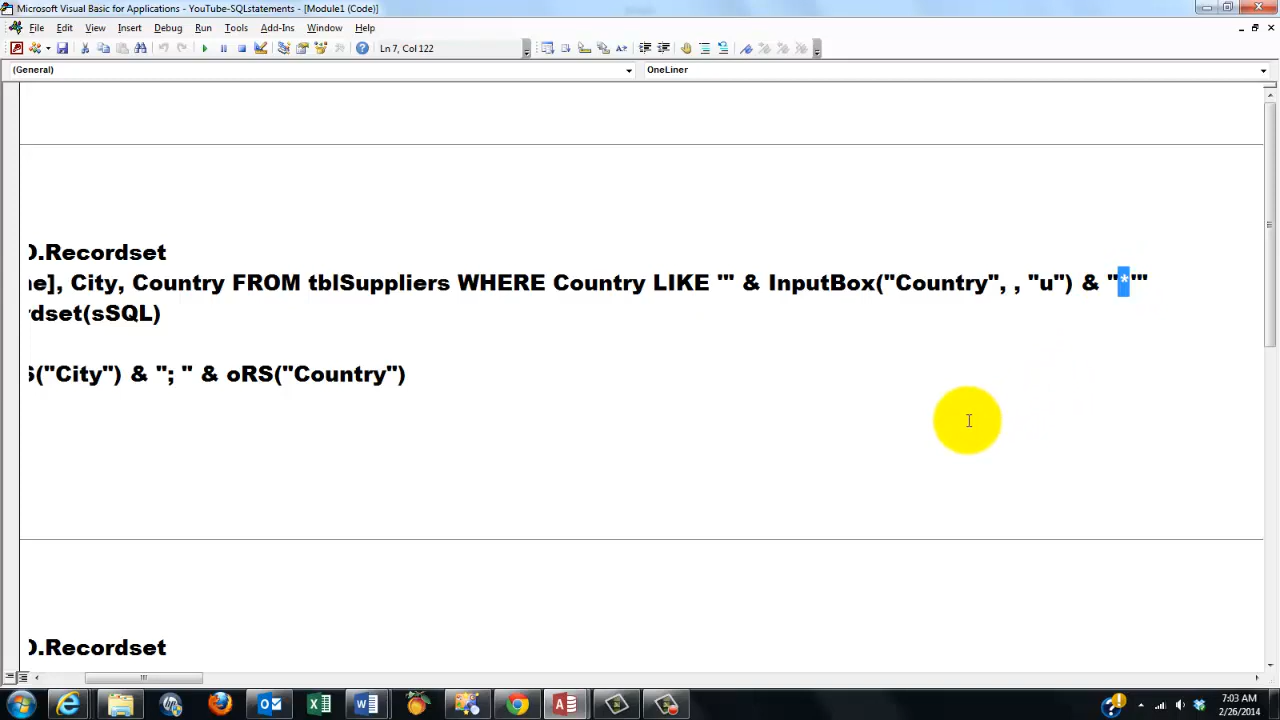 Microsoft Visual Basic for Applications - YouTube-SQLstatements - [Module1 (Code)]
File Edit View Insert Debug Run Tools Add-Ins Window Help
Ln 7, Col 122
(General) OneLiner
O.Recordset
ne], City, Country FROM tblSuppliers WHERE Country LIKE '" & InputBox("Country", , "u") & "*'"
rdset(sSQL)
S("City") & "; " & oRS("Country")
O.Recordset
7:03 AM
2/26/2014